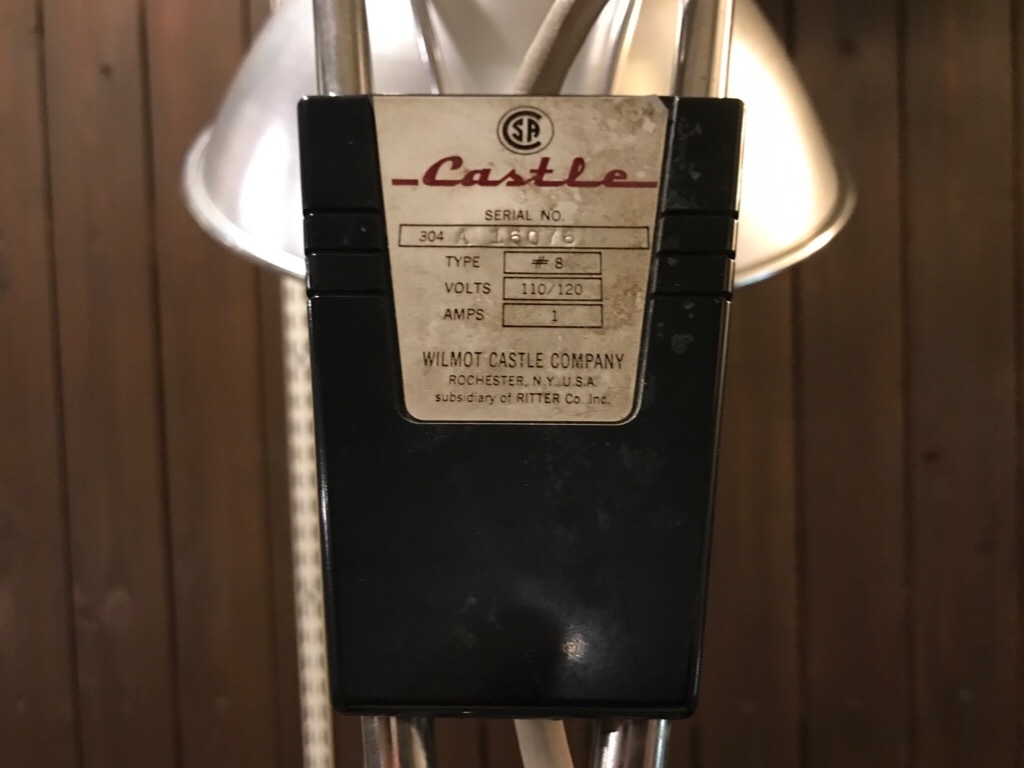 CSA
Castle
SERIAL NO.
304 A 16076
TYPE # 8
VOLTS 110/120
AMPS 1
WILMOT CASTLE COMPANY
ROCHESTER, N.Y. U.S.A.
subsidiary of RITTER Co. Inc.